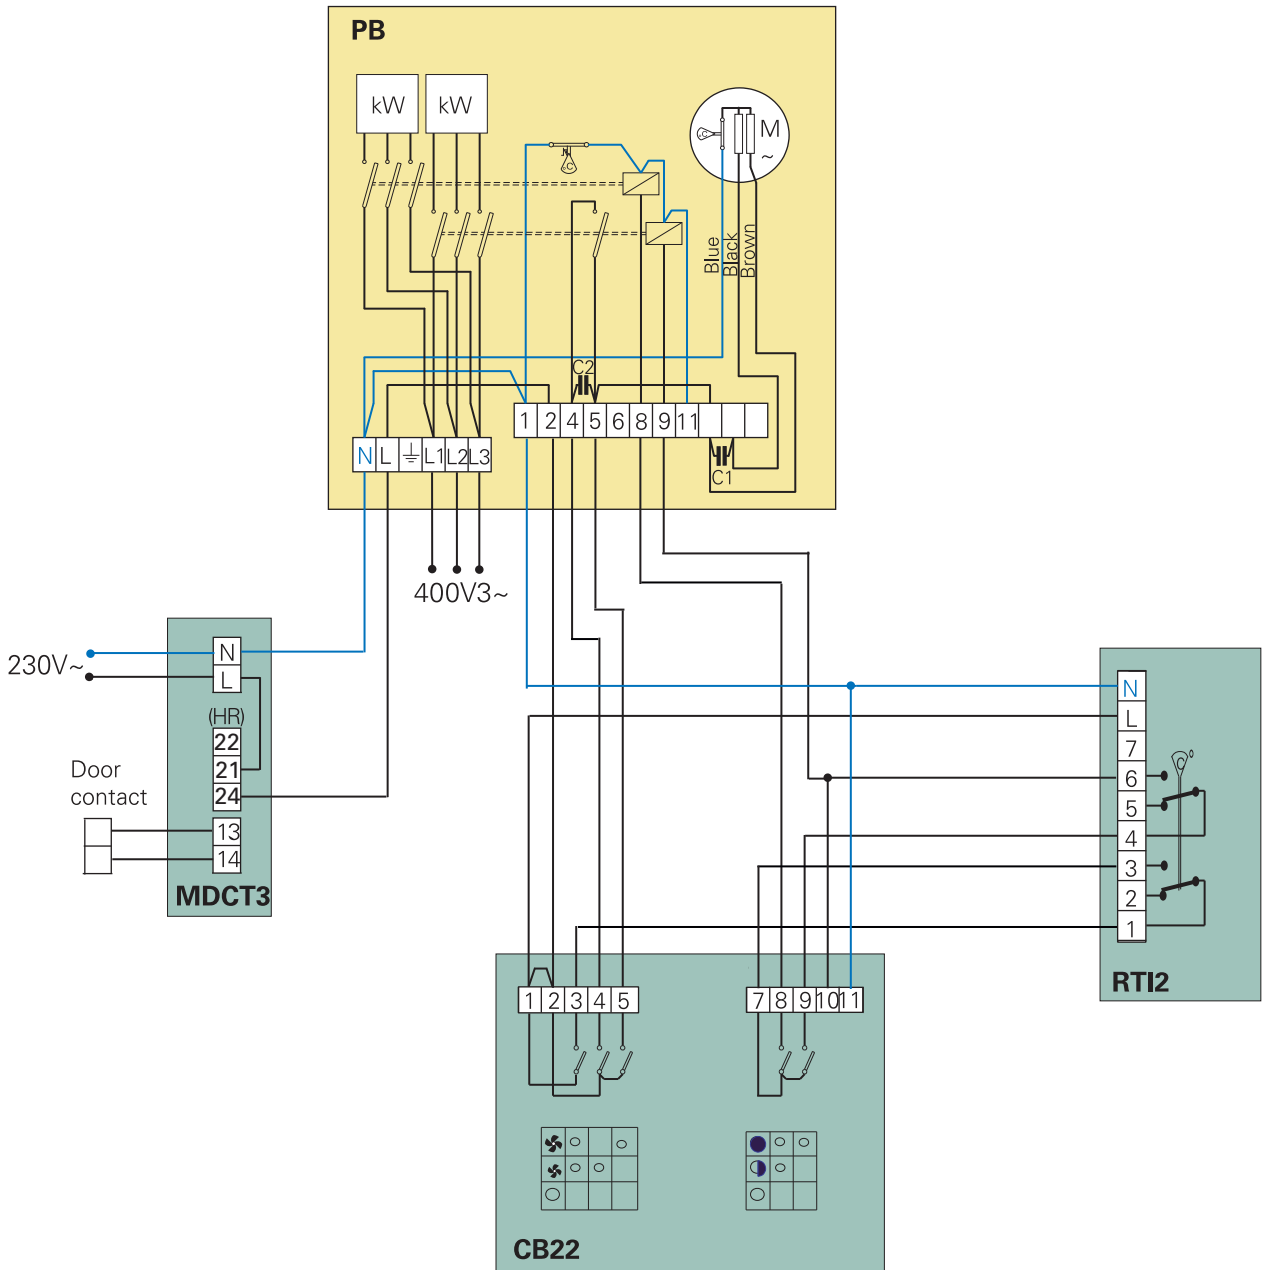 PB
kW kW
M
~
°C
Blue
Black
Brown
C2
1 2 4 5 6 8 9 11
N L L1 L2 L3
C1
400V3~
230V~
N
L
(HR)
22
21
24
Door
contact
13
14
MDCT3
N
L
7
6
5
4
3
2
1
C
RTI2
1 2 3 4 5
7 8 9 10 11
CB22